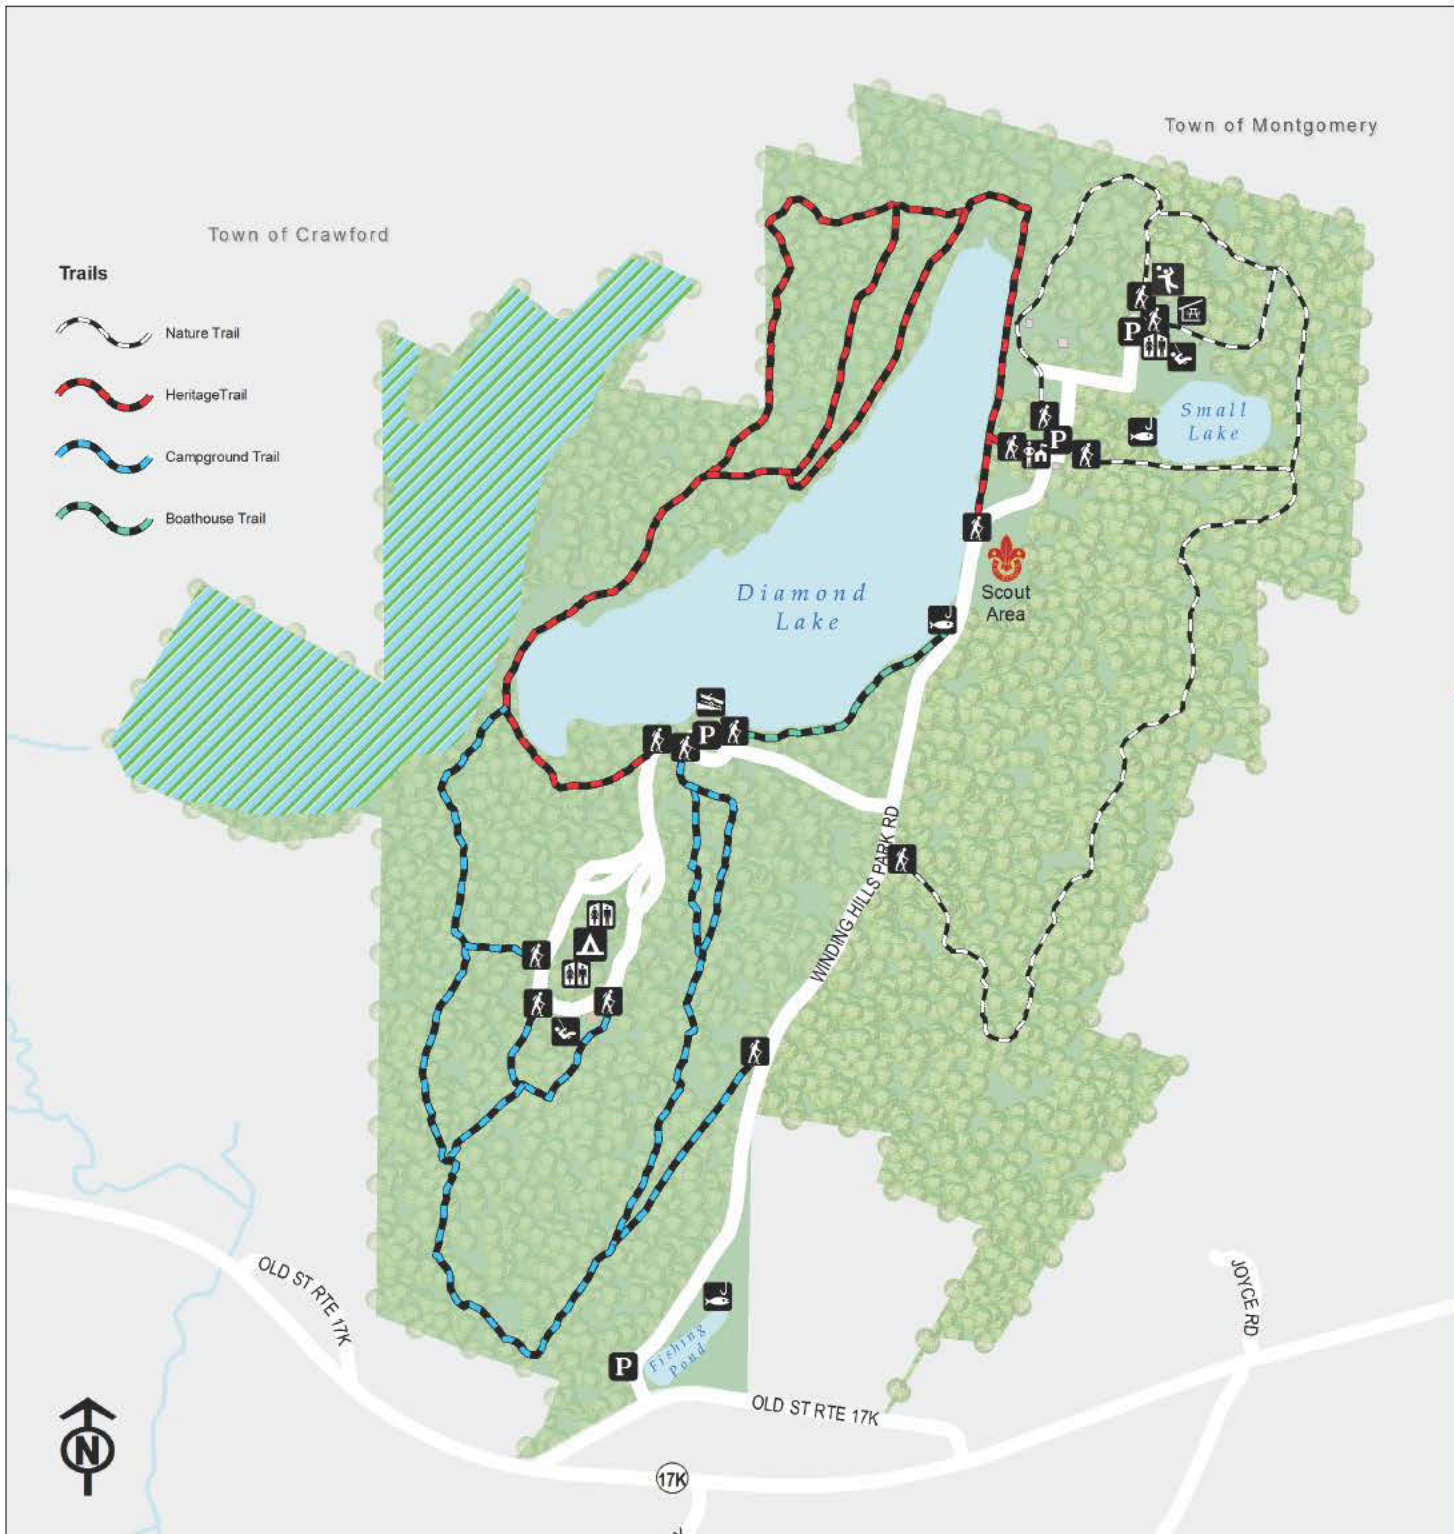 Town of Montgomery
Town of Crawford
Trails
Nature Trail
HeritageTrail
Campground Trail
Boathouse Trail
P
Small
Lake
P
Diamond
Lake
Scout
Area
P
WINDING HILLS PARK RD
OLD ST RTE 17K
JOYCE RD
Fishing
Pond
P
OLD ST RTE 17K
N
17K